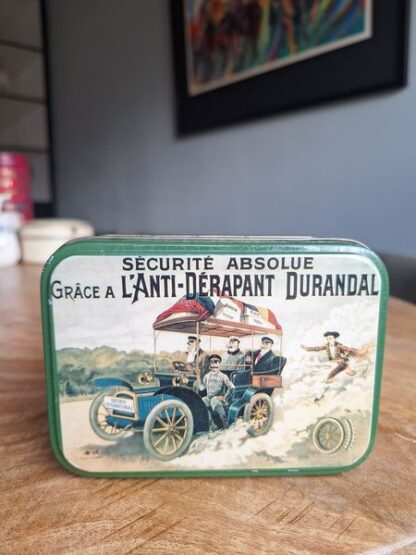 SÉCURITÉ ABSOLUE
GRÂCE A L'ANTI-DÉRAPANT DURANDAL